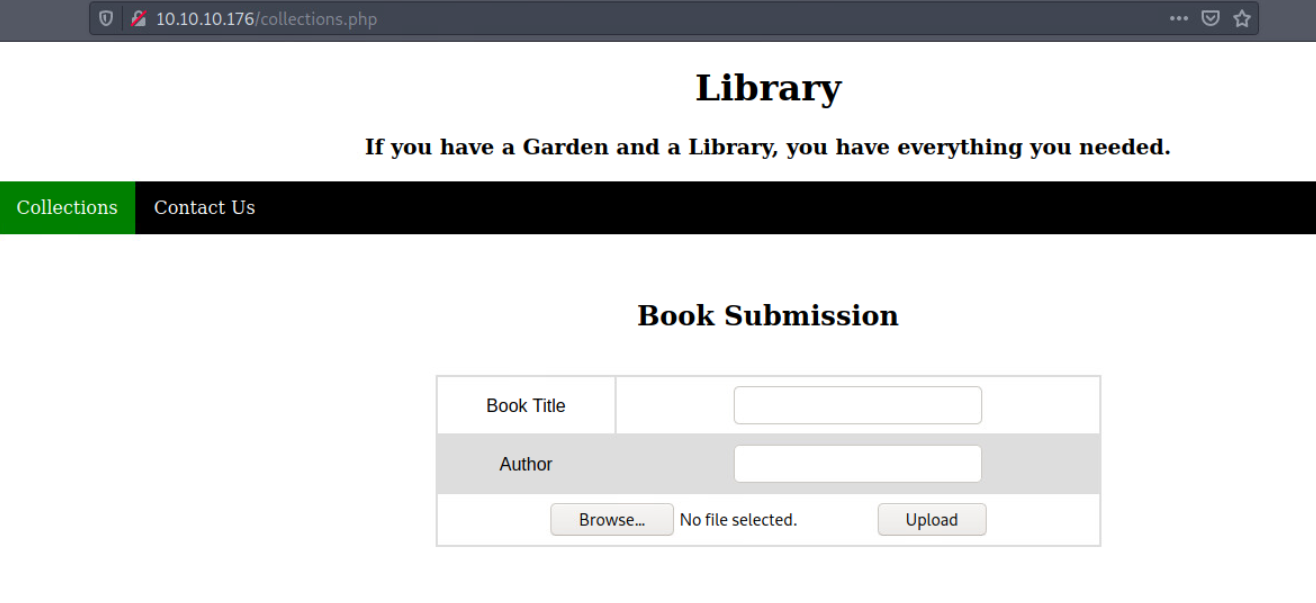 10.10.10.176/collections.php
Library
If you have a Garden and a Library, you have everything you needed.
Collections Contact Us
Book Submission
Book Title
Author
Browse... No file selected. Upload